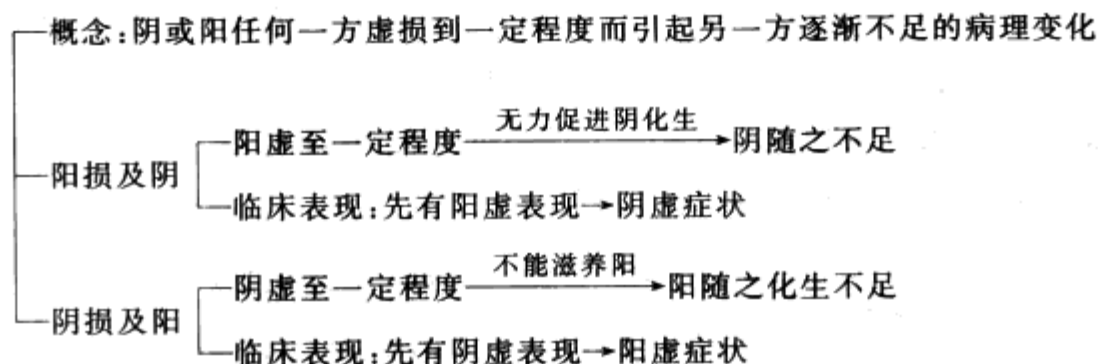 概念:阴或阳任何一方虚损到一定程度而引起另一方逐渐不足的病理变化
阳损及阴
阳虚至一定程度 无力促进阴化生 阴随之不足
临床表现:先有阳虚表现→阴虚症状
阴损及阳
阴虚至一定程度 不能滋养阳 阳随之化生不足
临床表现:先有阴虚表现→阳虚症状